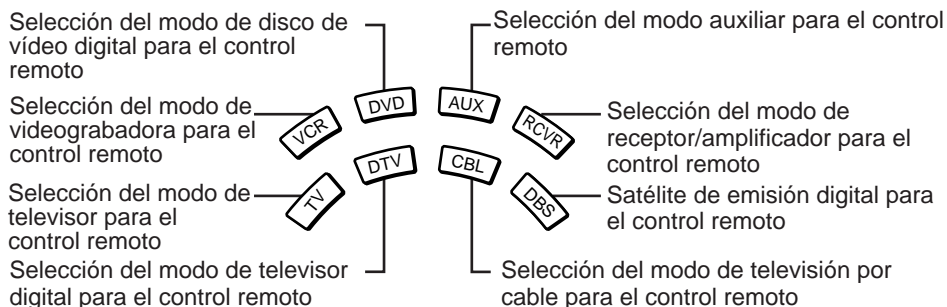 Selección del modo de disco de
vídeo digital para el control
remoto
Selección del modo auxiliar para el control
remoto
DVD
AUX
VCR
RCVR
Selección del modo de
videograbadora para el
control remoto
Selección del modo de
receptor/amplificador para el
control remoto
DTV
CBL
TV
DBS
Selección del modo de
televisor para el
control remoto
Satélite de emisión digital para
el control remoto
Selección del modo de televisor
digital para el control remoto
Selección del modo de televisión por
cable para el control remoto